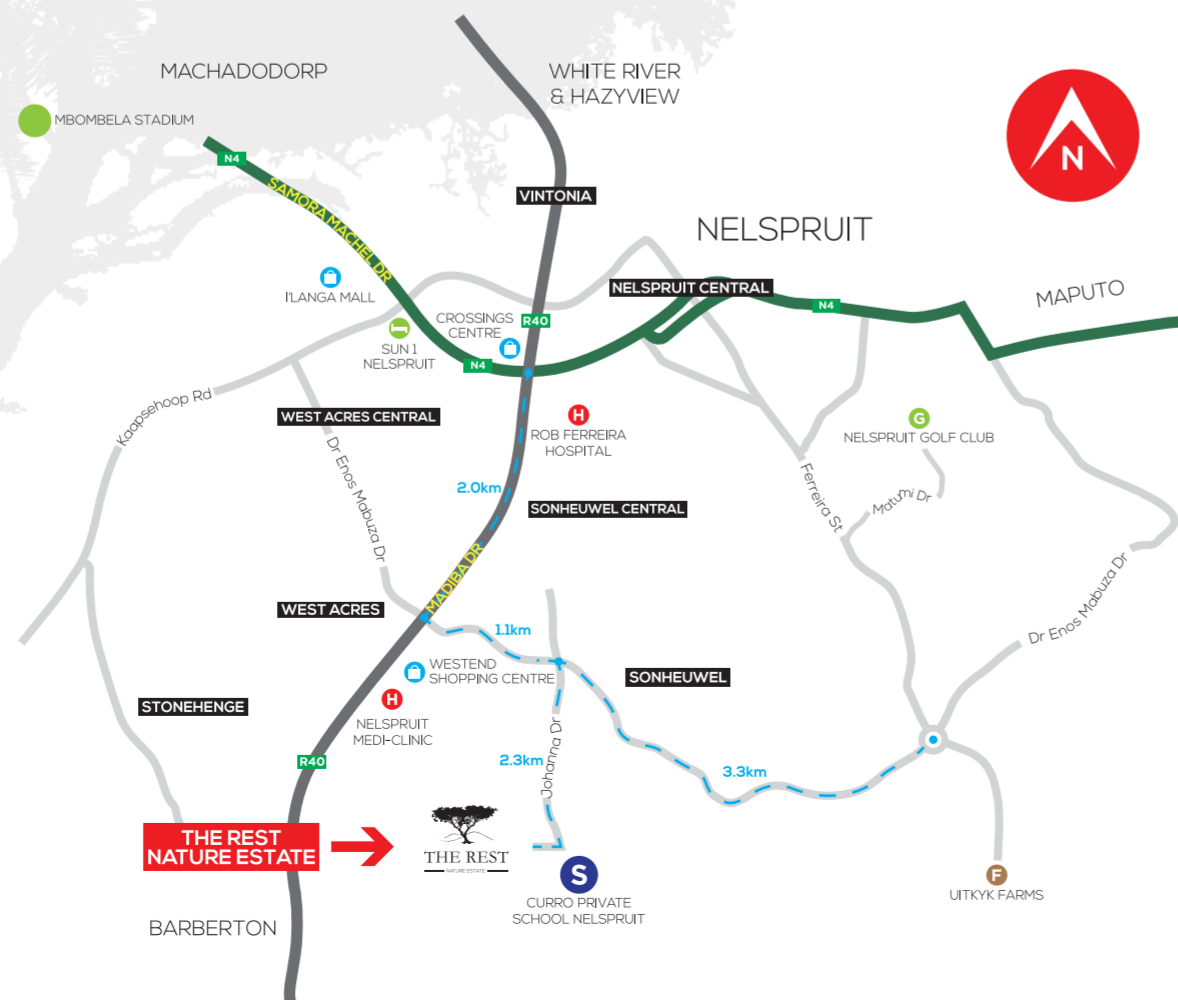 MACHADODORP
WHITE RIVER
& HAZYVIEW
MBOMBELA STADIUM
N
N4
SAMORA MACHEL DR
VINTONIA
NELSPRUIT
I'LANGA MALL
NELSPRUIT CENTRAL
MAPUTO
N4
CROSSINGS
CENTRE
R40
SUN 1
NELSPRUIT
N4
Kaapsehoop Rd
WEST ACRES CENTRAL
H
ROB FERREIRA
HOSPITAL
G
NELSPRUIT GOLF CLUB
Dr Enos Mabuza Dr
2.0km
SONHEUWEL CENTRAL
Ferreira St
Matumi Dr
MADIBA DR
WEST ACRES
1.1km
Dr Enos Mabuza Dr
WESTEND
SHOPPING CENTRE
SONHEUWEL
H
NELSPRUIT
MEDI-CLINIC
STONEHENGE
R40
2.3km
Johanna Dr
3.3km
THE REST
NATURE ESTATE
THE REST
NATURE ESTATE
S
CURRO PRIVATE
SCHOOL NELSPRUIT
F
UITKYK FARMS
BARBERTON